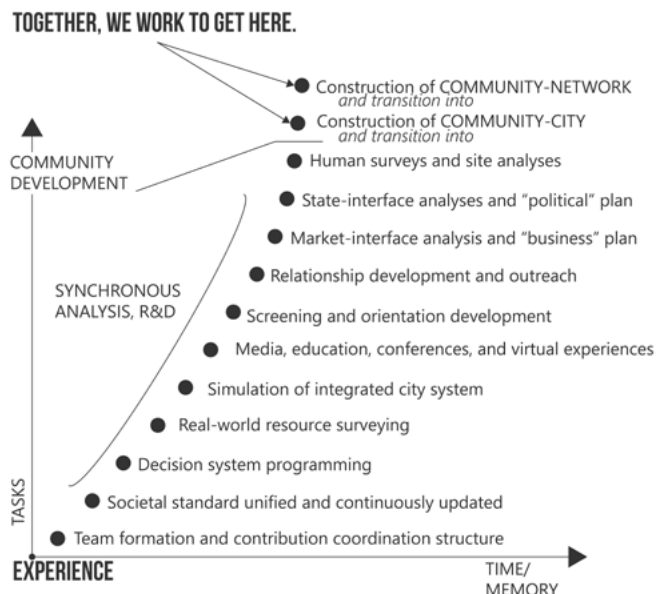 TOGETHER, WE WORK TO GET HERE.
Construction of COMMUNITY-NETWORK
and transition into
Construction of COMMUNITY-CITY
and transition into
COMMUNITY
DEVELOPMENT
Human surveys and site analyses
State-interface analyses and “political” plan
Market-interface analysis and “business” plan
Relationship development and outreach
SYNCHRONOUS
ANALYSIS, R&D
Screening and orientation development
Media, education, conferences, and virtual experiences
Simulation of integrated city system
Real-world resource surveying
Decision system programming
TASKS
Societal standard unified and continuously updated
Team formation and contribution coordination structure
EXPERIENCE
TIME/
MEMORY